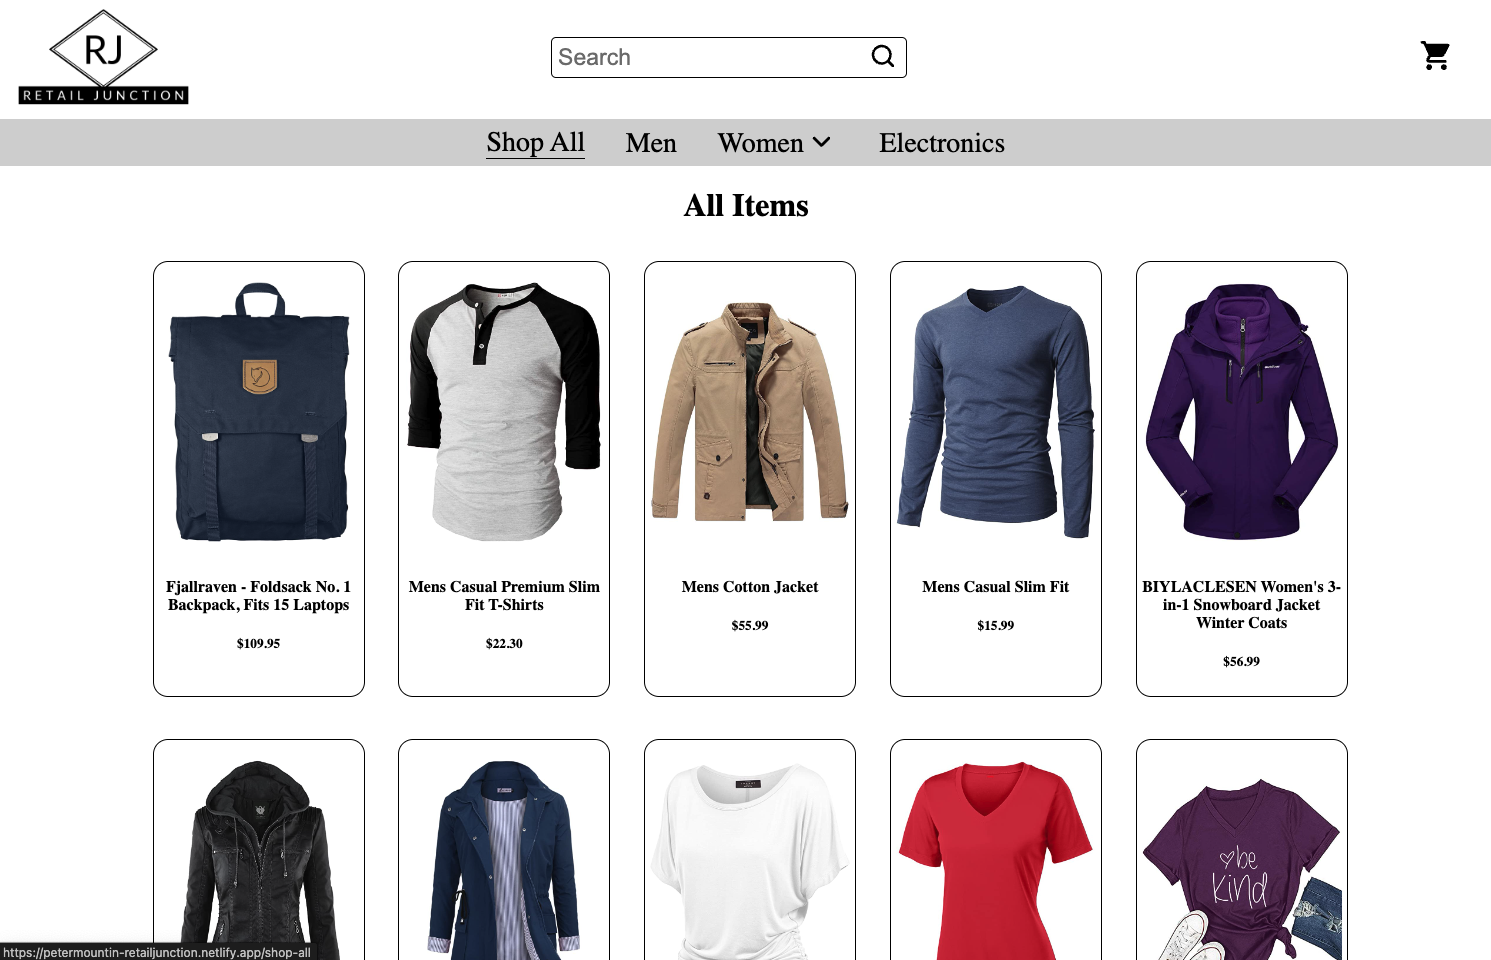 RJ
RETAIL JUNCTION
Search
Shop All Men Women Electronics
All Items
Fjallraven - Foldsack No. 1
Backpack, Fits 15 Laptops
$109.95
Mens Casual Premium Slim
Fit T-Shirts
$22.30
Mens Cotton Jacket
$55.99
Mens Casual Slim Fit
$15.99
BIYLACLESEN Women's 3-
in-1 Snowboard Jacket
Winter Coats
$56.99
be
kind
https://petermountin-retailjunction.netlify.app/shop-all